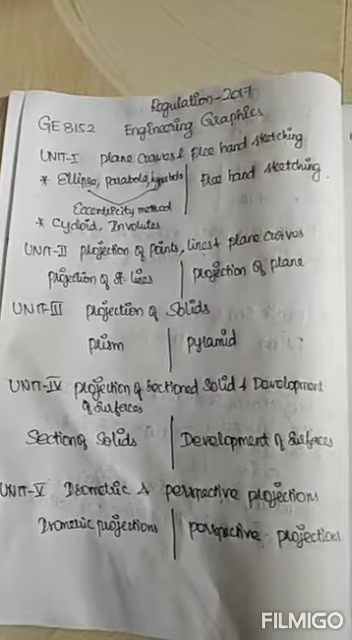 Regulation-2017
GE8152 Engineering Graphics
UNIT-I plane curves & Free hand sketching
* Ellipse, parabola, hyperbola | Free hand sketching
Eccentricity method
* Cycloid, Involutes
UNIT-II projection of points, lines & plane curves
projection of st. lines | projection of plane
UNIT-III projection of Solids
prism | pyramid
UNIT-IV projection of Sectioned Solid & Development
of Surfaces
Section of Solids | Development of Surfaces
UNIT-V Isometric & perspective projections
Isometric projections | perspective - projections
FILMIGO